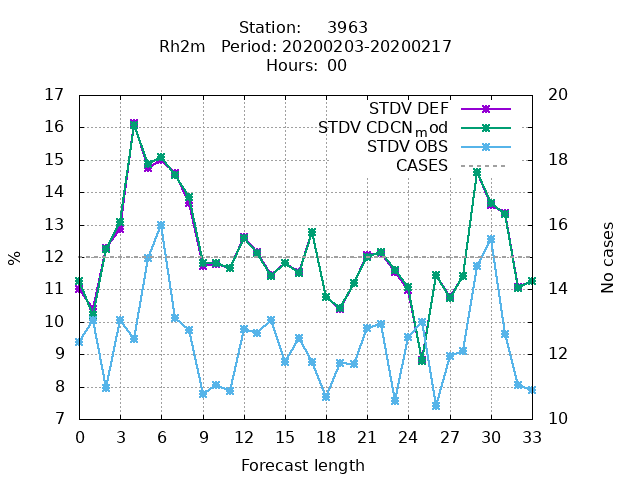 Station: 3963
Rh2m Period: 20200203-20200217
Hours: 00
17
16
15
14
13
12
11
10
9
8
7
%
20
18
16
14
12
10
No cases
STDV DEF
STDV CDCNmod
STDV OBS
CASES
0 3 6 9 12 15 18 21 24 27 30 33
Forecast length